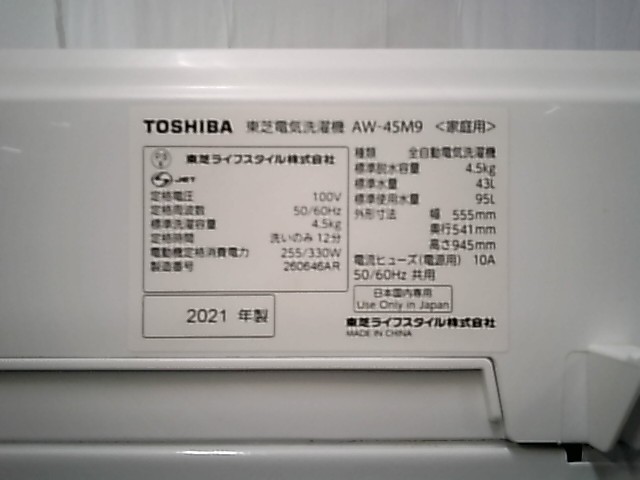 TOSHIBA 東芝電気洗濯機 AW-45M9 <家庭用>
東芝ライフスタイル株式会社
JET
定格電圧 100V
定格周波数 50/60Hz
標準洗濯容量 4.5kg
定格時間 洗いのみ 12分
電動機定格消費電力 255/330W
製造番号 260646AR
2021 年製
種類 全自動電気洗濯機
標準脱水容量 4.5kg
標準水量 43L
標準使用水量 95L
外形寸法 幅 555mm
奥行541mm
高さ945mm
電流ヒューズ(電源用) 10A
50/60Hz 共用
日本国内専用
Use Only in Japan
東芝ライフスタイル株式会社
MADE IN CHINA